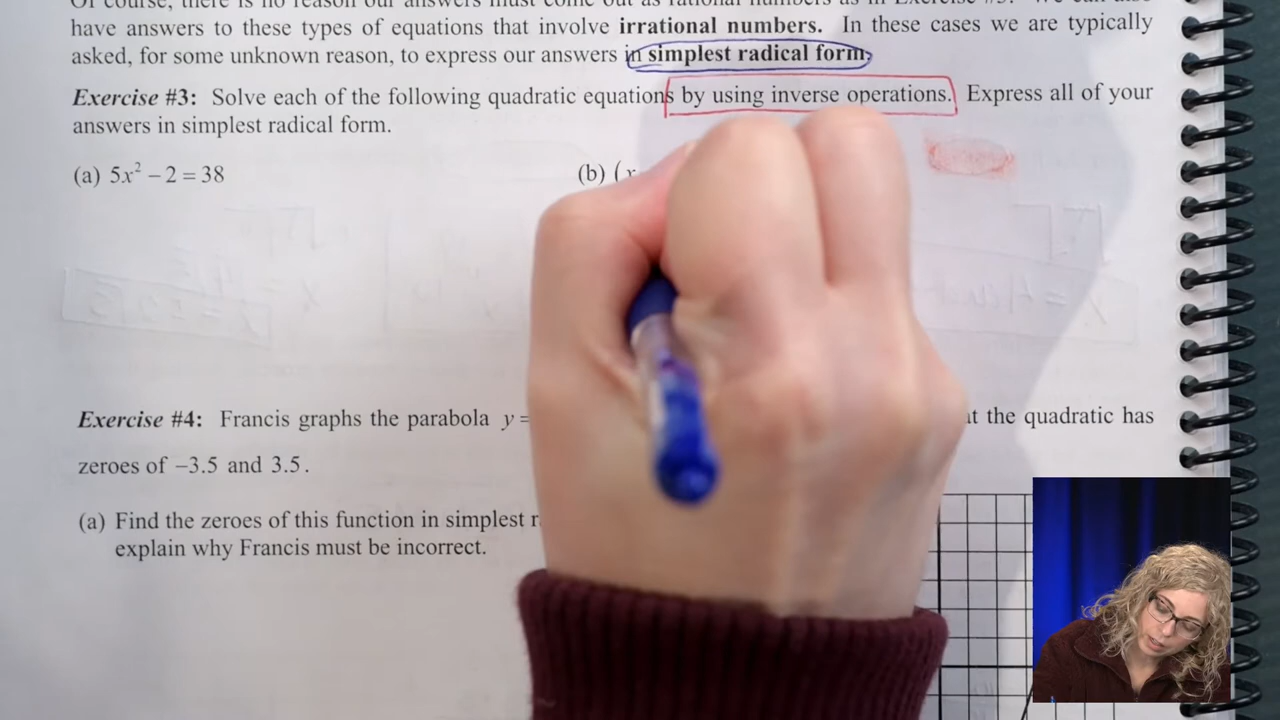 have answers to these types of equations that involve irrational numbers. In these cases we are typically
asked, for some unknown reason, to express our answers in simplest radical form.
Exercise #3: Solve each of the following quadratic equations by using inverse operations. Express all of your
answers in simplest radical form.
(a) 5x² − 2 = 38
(b) (x
Exercise #4: Francis graphs the parabola y = at the quadratic has
zeroes of −3.5 and 3.5.
(a) Find the zeroes of this function in simplest
explain why Francis must be incorrect.